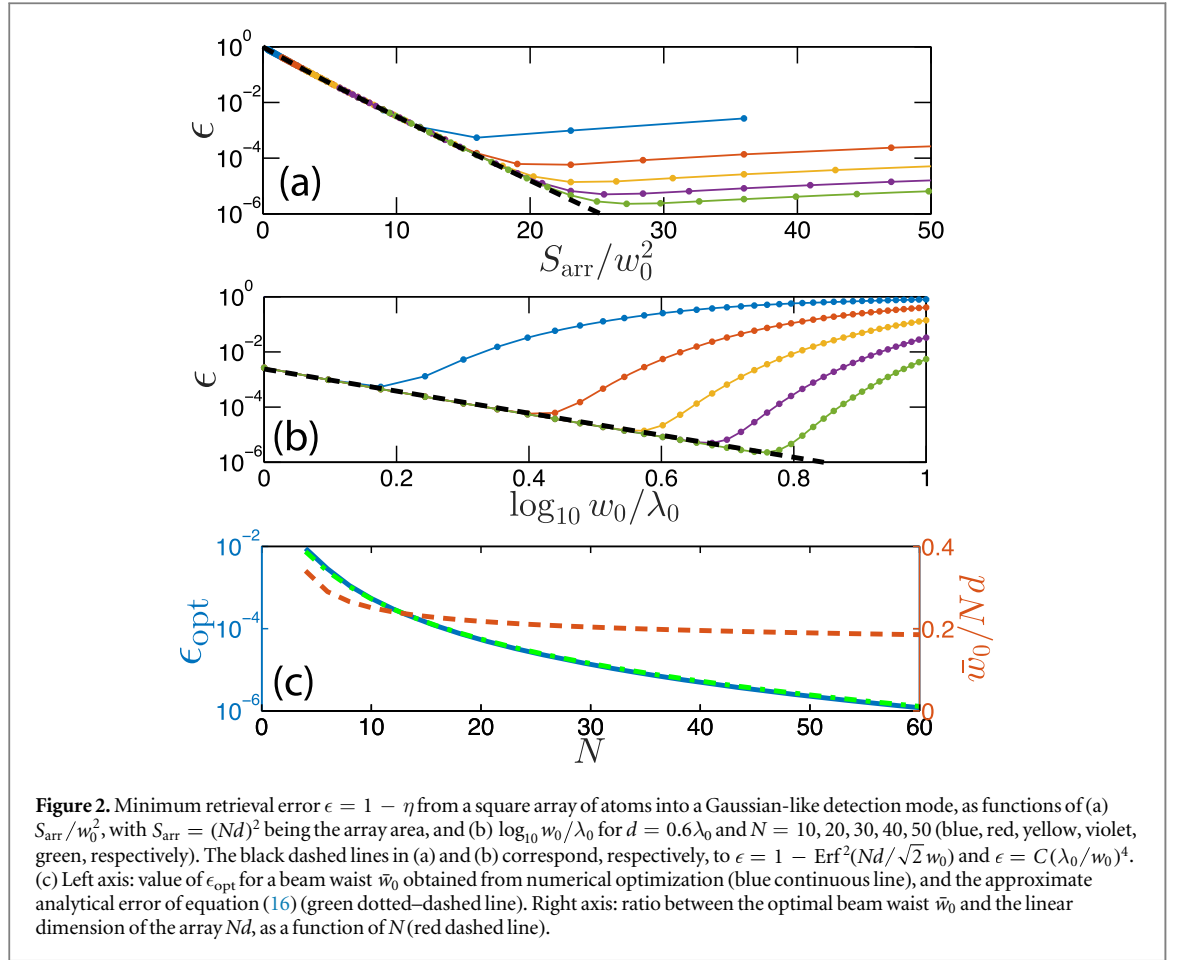 10^0
10^-2
ϵ
10^-4
(a)
10^-6
0 10 20 30 40 50
S_arr/w_0^2
10^0
10^-2
ϵ
10^-4
(b)
10^-6
0 0.2 0.4 0.6 0.8 1
log_10 w_0/λ_0
10^-2 0.4
ϵ_opt 10^-4 0.2 w̄_0/Nd
(c)
10^-6 0
0 10 20 30 40 50 60
N
Figure 2. Minimum retrieval error ϵ = 1 − η from a square array of atoms into a Gaussian-like detection mode, as functions of (a)
S_arr/w_0^2, with S_arr = (Nd)^2 being the array area, and (b) log_10 w_0/λ_0 for d = 0.6λ_0 and N = 10, 20, 30, 40, 50 (blue, red, yellow, violet,
green, respectively). The black dashed lines in (a) and (b) correspond, respectively, to ϵ = 1 − Erf^2(Nd/√2 w_0) and ϵ = C(λ_0/w_0)^4.
(c) Left axis: value of ϵ_opt for a beam waist w̄_0 obtained from numerical optimization (blue continuous line), and the approximate
analytical error of equation (16) (green dotted–dashed line). Right axis: ratio between the optimal beam waist w̄_0 and the linear
dimension of the array Nd, as a function of N (red dashed line).